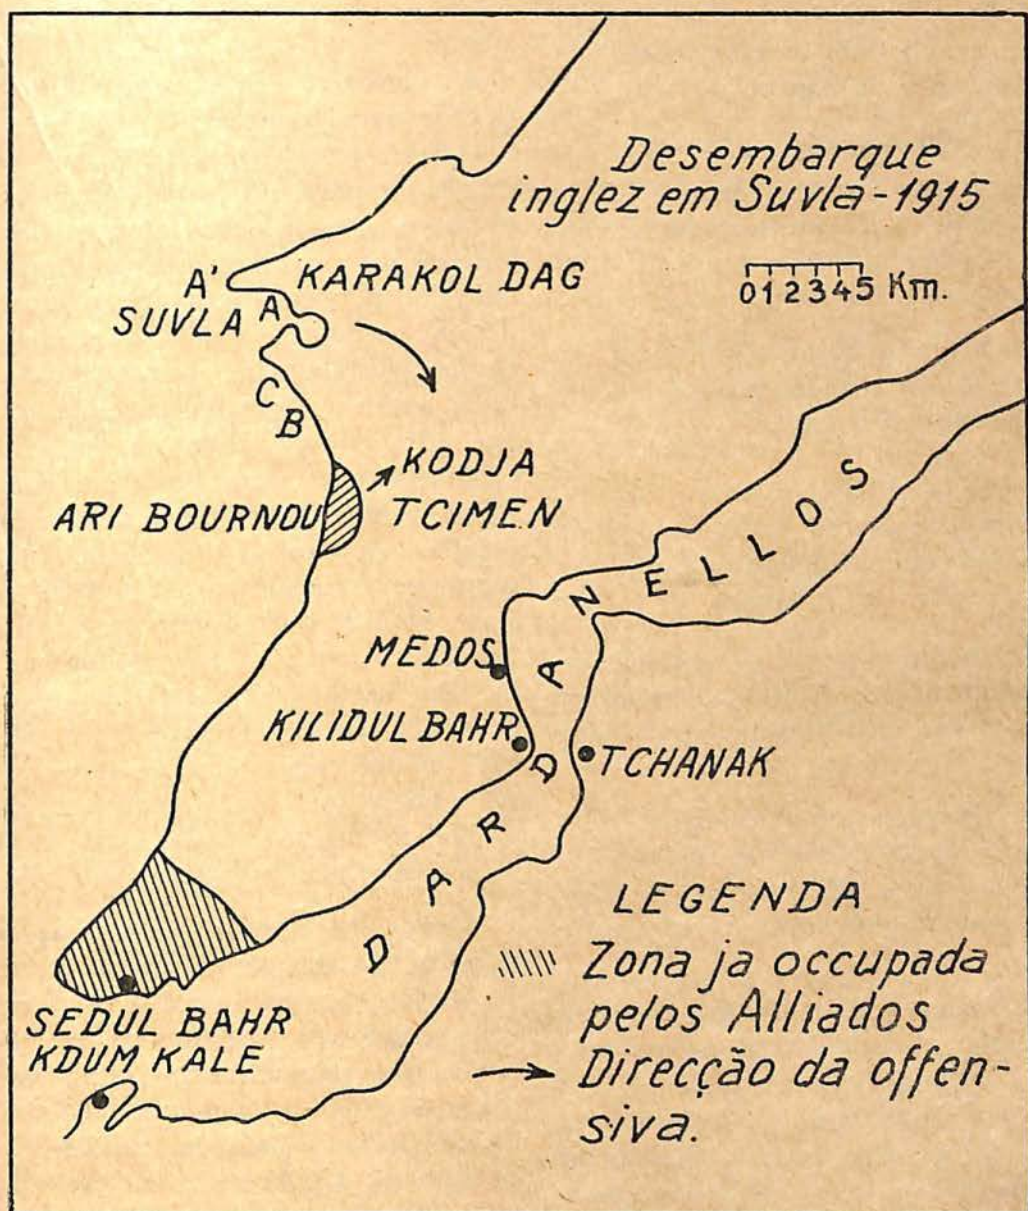 Desembarque
inglez em Suvla-1915
0 1 2 3 4 5 Km.
A' KARAKOL DAG
SUVLA A
C
B
KODJA
ARI BOURNOU TCIMEN
DARDANELLOS
MEDOS
KILIDUL BAHR
TCHANAK
LEGENDA
Zona ja occupada
pelos Alliados
Direcção da offen-
siva.
SEDUL BAHR
KDUM KALE